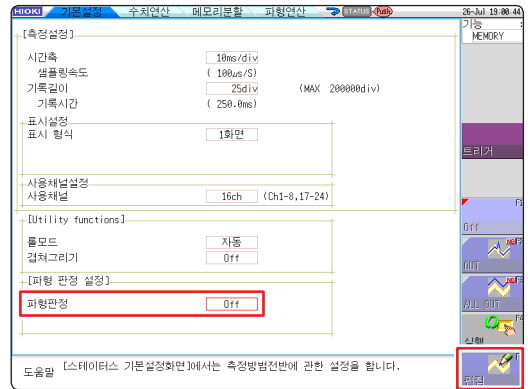 HIOKI 기본설정 수치연산 메모리분할 파형연산 STATUS Push 26-Jul 19:00:44
기능 :
MEMORY
[측정설정]
시간축 10ms/div
샘플링속도 ( 100µs/S)
기록길이 25div (MAX 200000div)
기록시간 ( 250.0ms)
표시설정
표시 형식 1화면
트리거
사용채널설정
사용채널 16ch (Ch1-8,17-24)
[Utility functions]
Off
롤모드 자동
겹쳐그리기 Off
OUT
[파형 판정 설정]
파형판정 Off
ALL OUT
실행
도움말 [스테이터스 기본설정화면]에서는 측정방법전반에 관한 설정을 합니다.
편집